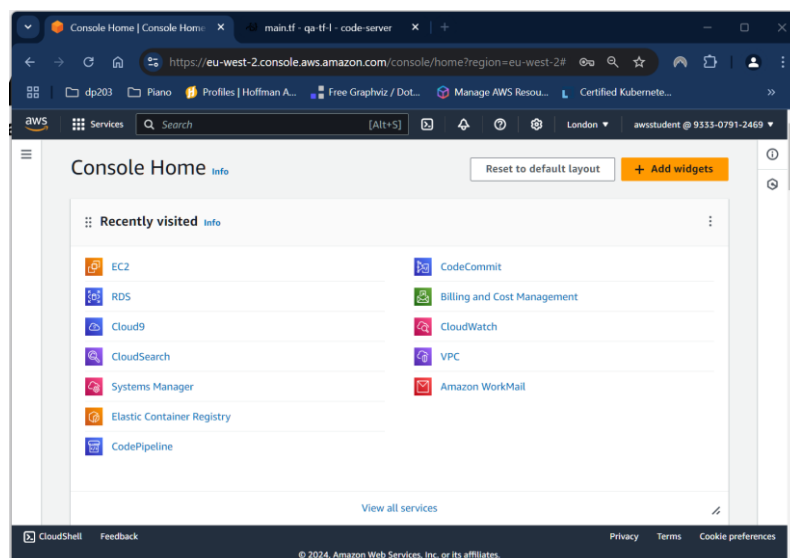 Console Home | Console Home
main.tf - qa-tf-l - code-server
https://eu-west-2.console.aws.amazon.com/console/home?region=eu-west-2#
dp203
Piano
Profiles | Hoffman A...
Free Graphviz / Dot...
Manage AWS Resou...
Certified Kubernete...
aws
Services
Search
[Alt+S]
London
awsstudent @ 9333-0791-2469
Console Home Info
Reset to default layout
+ Add widgets
Recently visited Info
EC2
RDS
Cloud9
CloudSearch
Systems Manager
Elastic Container Registry
CodePipeline
CodeCommit
Billing and Cost Management
CloudWatch
VPC
Amazon WorkMail
View all services
CloudShell
Feedback
Privacy
Terms
Cookie preferences
© 2024, Amazon Web Services, Inc. or its affiliates.